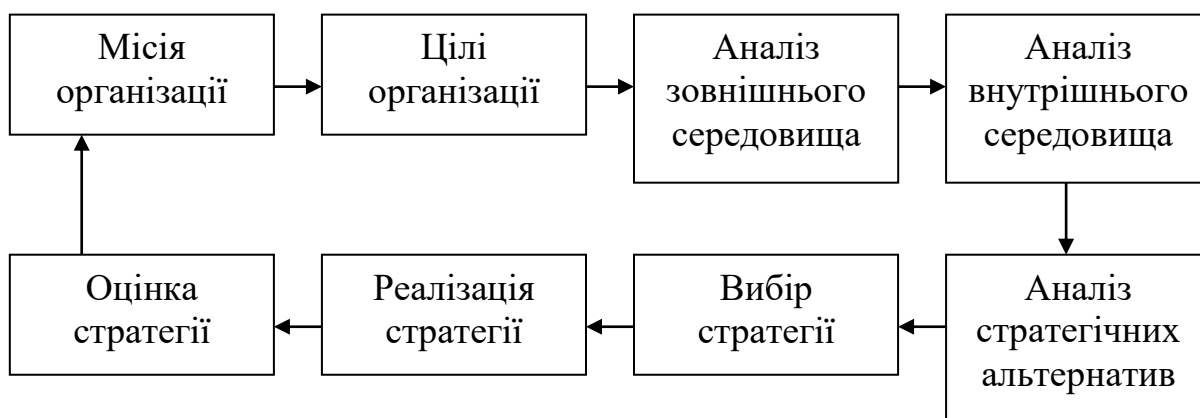 Місія
організації
Цілі
організації
Аналіз
зовнішнього
середовища
Аналіз
внутрішнього
середовища
Оцінка
стратегії
Реалізація
стратегії
Вибір
стратегії
Аналіз
стратегічних
альтернатив